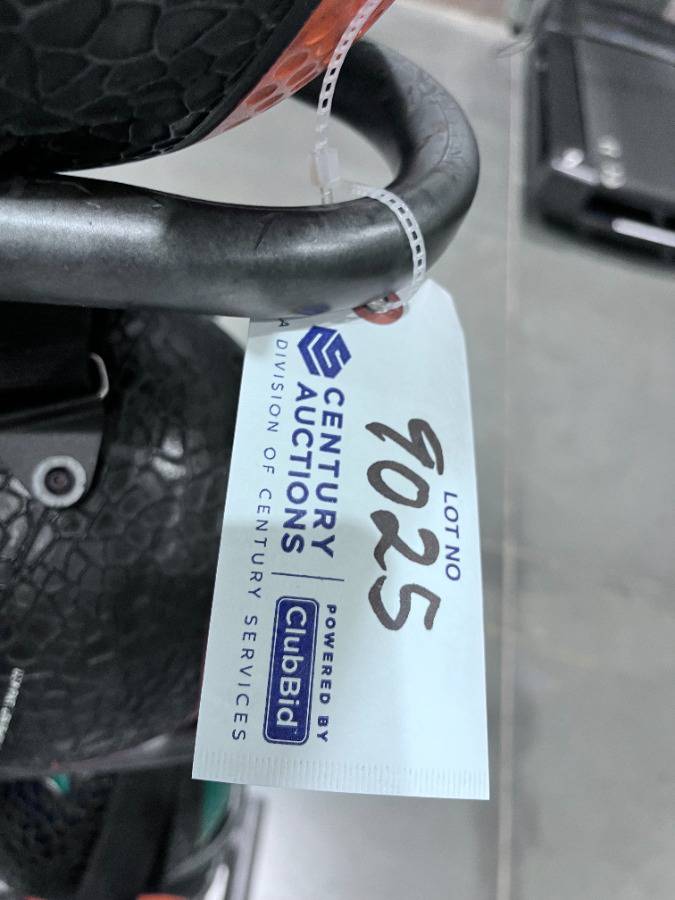 LOT NO
9025
CENTURY
AUCTIONS
POWERED BY
ClubBid
A DIVISION OF CENTURY SERVICES